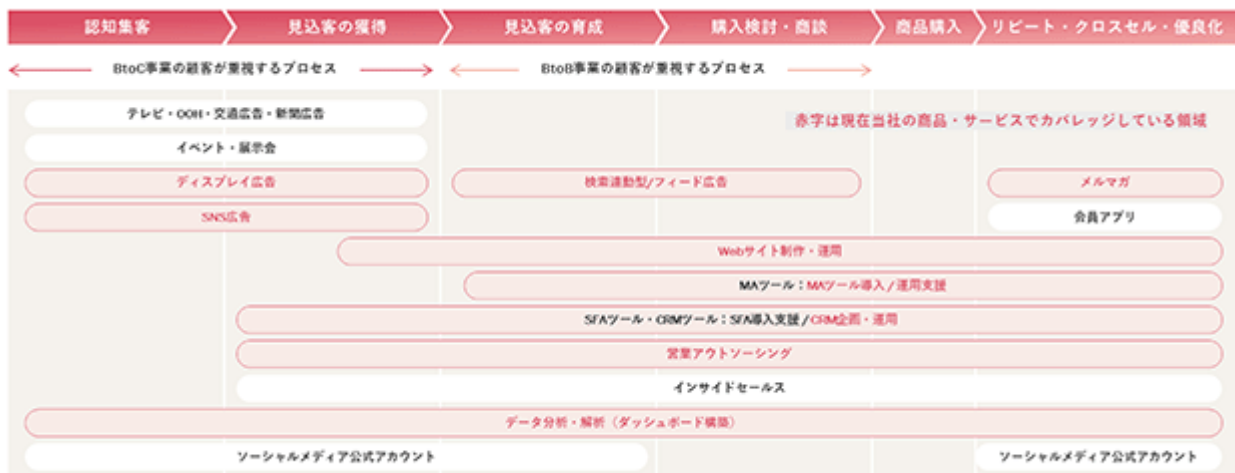 認知集客
見込客の獲得
見込客の育成
購入検討・商談
商品購入
リピート・クロスセル・優良化
BtoC事業の顧客が重視するプロセス
BtoB事業の顧客が重視するプロセス
テレビ・OOH・交通広告・新聞広告
赤字は現在当社の商品・サービスでカバレッジしている領域
イベント・展示会
ディスプレイ広告
検索連動型/フィード広告
メルマガ
SNS広告
会員アプリ
Webサイト制作・運用
MAツール:MAツール導入/運用支援
SFAツール・CRMツール:SFA導入支援/CRM企画・運用
営業アウトソーシング
インサイドセールス
データ分析・解析(ダッシュボード構築)
ソーシャルメディア公式アカウント
ソーシャルメディア公式アカウント